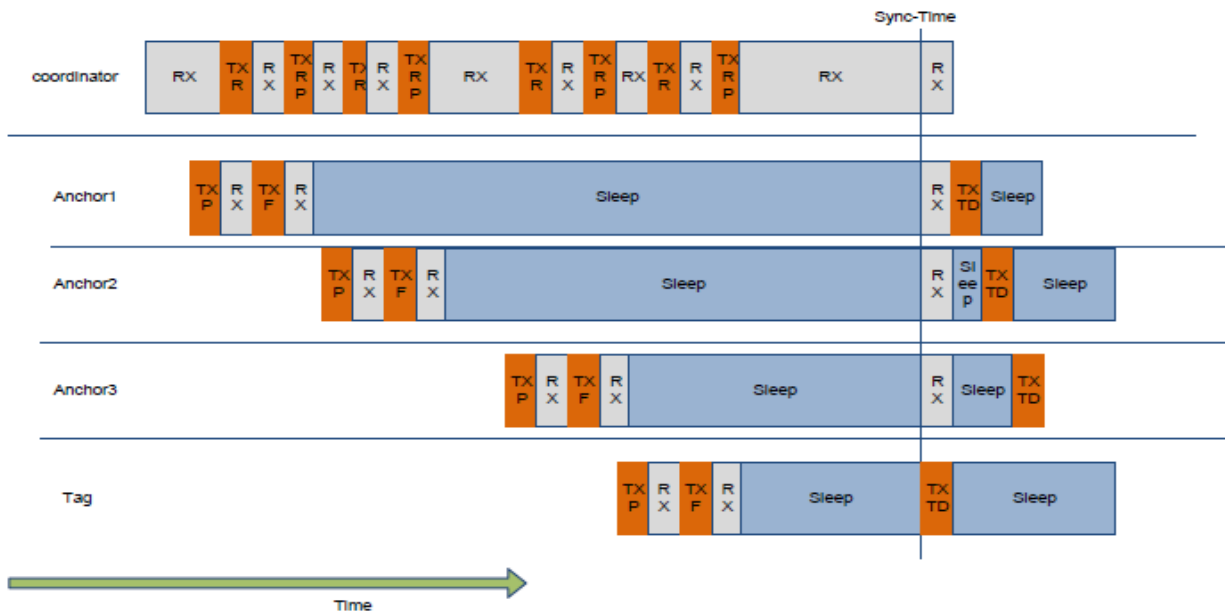 Sync-Time
coordinator
RX
TX
R
R
X
TX
R
P
R
X
TX
R
R
X
TX
R
P
RX
TX
R
R
X
TX
R
P
RX
TX
R
R
X
TX
R
P
RX
R
X
Anchor1
TX
P
R
X
TX
F
R
X
Sleep
R
X
TX
TD
Sleep
Anchor2
TX
P
R
X
TX
F
R
X
Sleep
R
X
Sl
ee
p
TX
TD
Sleep
Anchor3
TX
P
R
X
TX
F
R
X
Sleep
R
X
Sleep
TX
TD
Tag
TX
P
R
X
TX
F
R
X
Sleep
TX
TD
Sleep
Time